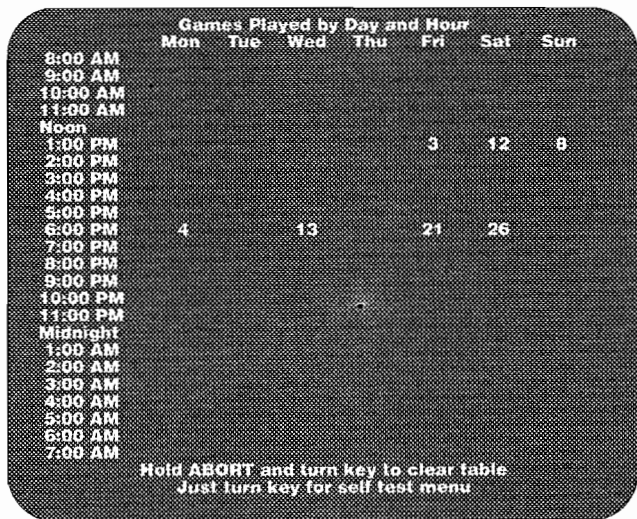 Games Played by Day and Hour
Mon Tue Wed Thu Fri Sat Sun
8:00 AM
9:00 AM
10:00 AM
11:00 AM
Noon
1:00 PM 3 12 8
2:00 PM
3:00 PM
4:00 PM
5:00 PM
6:00 PM 4 13 21 26
7:00 PM
8:00 PM
9:00 PM
10:00 PM
11:00 PM
Midnight
1:00 AM
2:00 AM
3:00 AM
4:00 AM
5:00 AM
6:00 AM
7:00 AM
Hold ABORT and turn key to clear table
Just turn key for self test menu